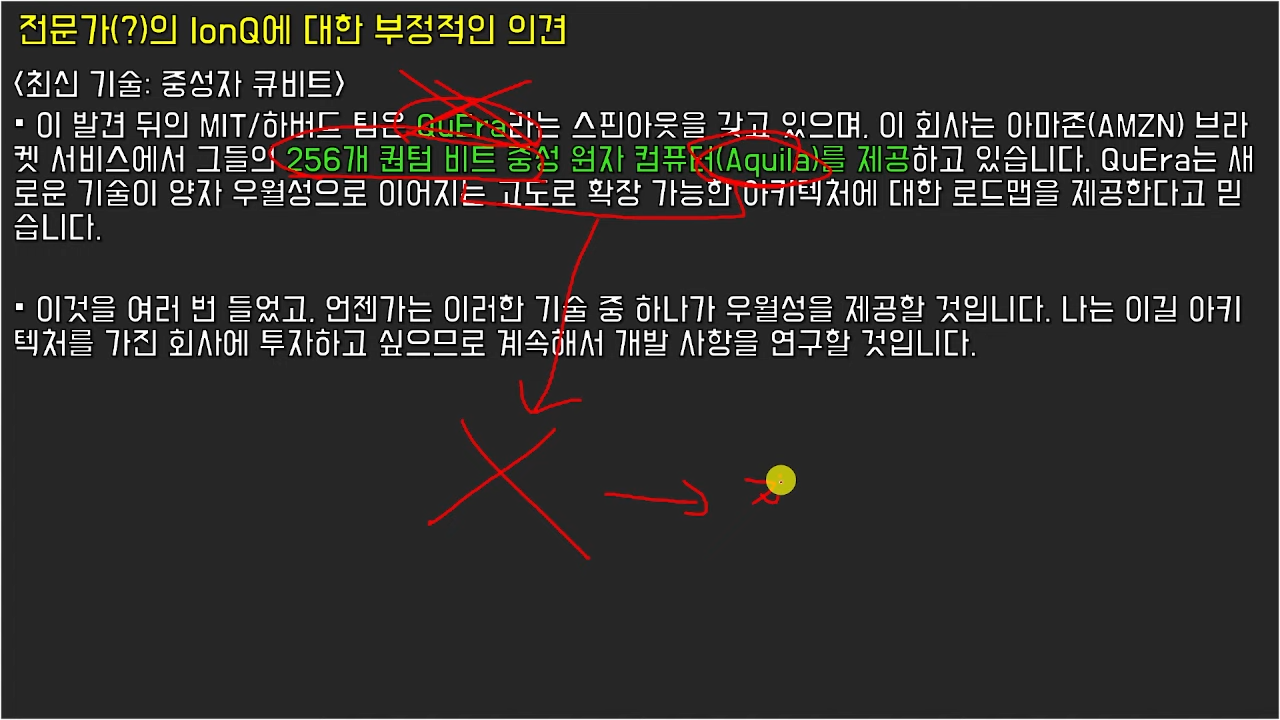 전문가(?)의 IonQ에 대한 부정적인 의견
<최신 기술: 중성자 큐비트>
▪ 이 발견 뒤의 MIT/하버드 팀은 QuEra라는 스핀아웃을 갖고 있으며, 이 회사는 아마존(AMZN) 브라
켓 서비스에서 그들의 256개 퀀텀 비트 중성 원자 컴퓨터(Aquila)를 제공하고 있습니다. QuEra는 새
로운 기술이 양자 우월성으로 이어지는 고도로 확장 가능한 아키텍처에 대한 로드맵을 제공한다고 믿
습니다.
▪ 이것을 여러 번 들었고, 언젠가는 이러한 기술 중 하나가 우월성을 제공할 것입니다. 나는 이길 아키
텍처를 가진 회사에 투자하고 싶으므로 계속해서 개발 사항을 연구할 것입니다.